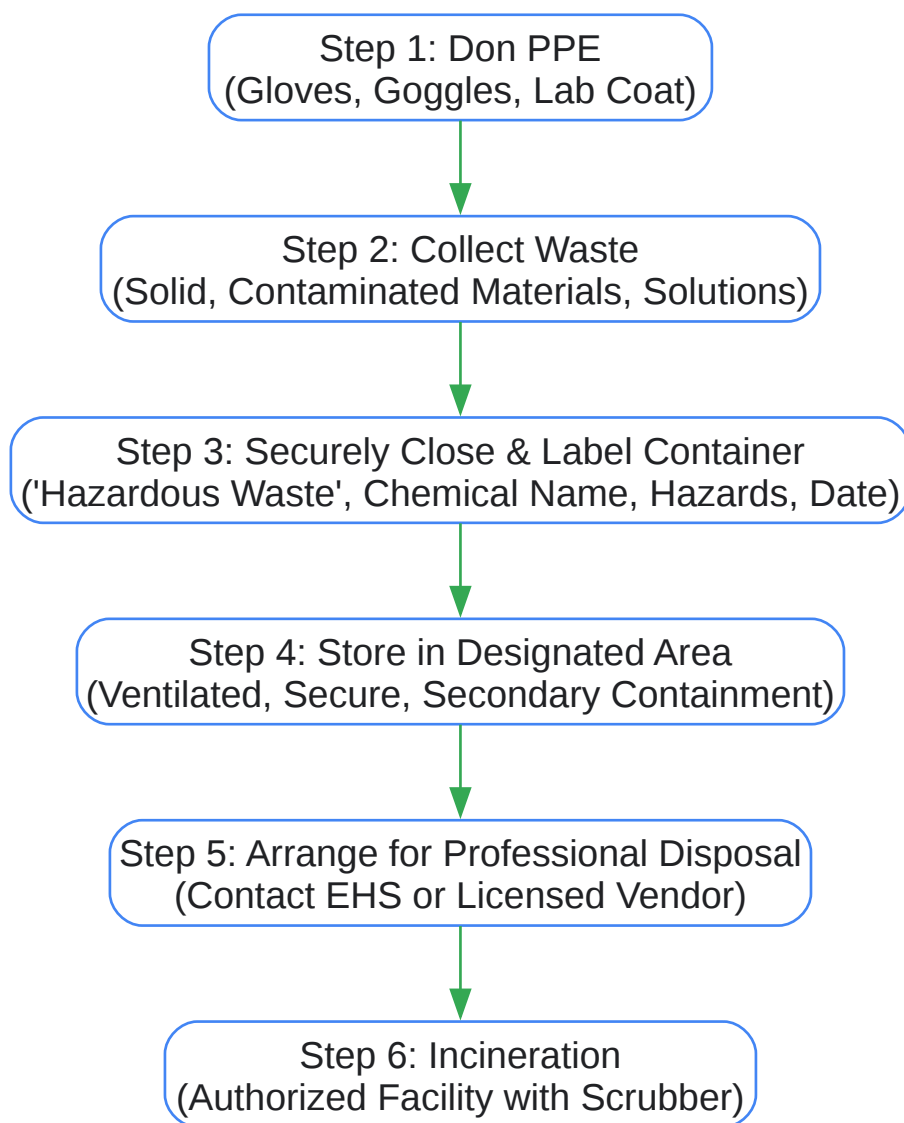 Step 1: Don PPE
(Gloves, Goggles, Lab Coat)
Step 2: Collect Waste
(Solid, Contaminated Materials, Solutions)
Step 3: Securely Close & Label Container
('Hazardous Waste', Chemical Name, Hazards, Date)
Step 4: Store in Designated Area
(Ventilated, Secure, Secondary Containment)
Step 5: Arrange for Professional Disposal
(Contact EHS or Licensed Vendor)
Step 6: Incineration
(Authorized Facility with Scrubber)